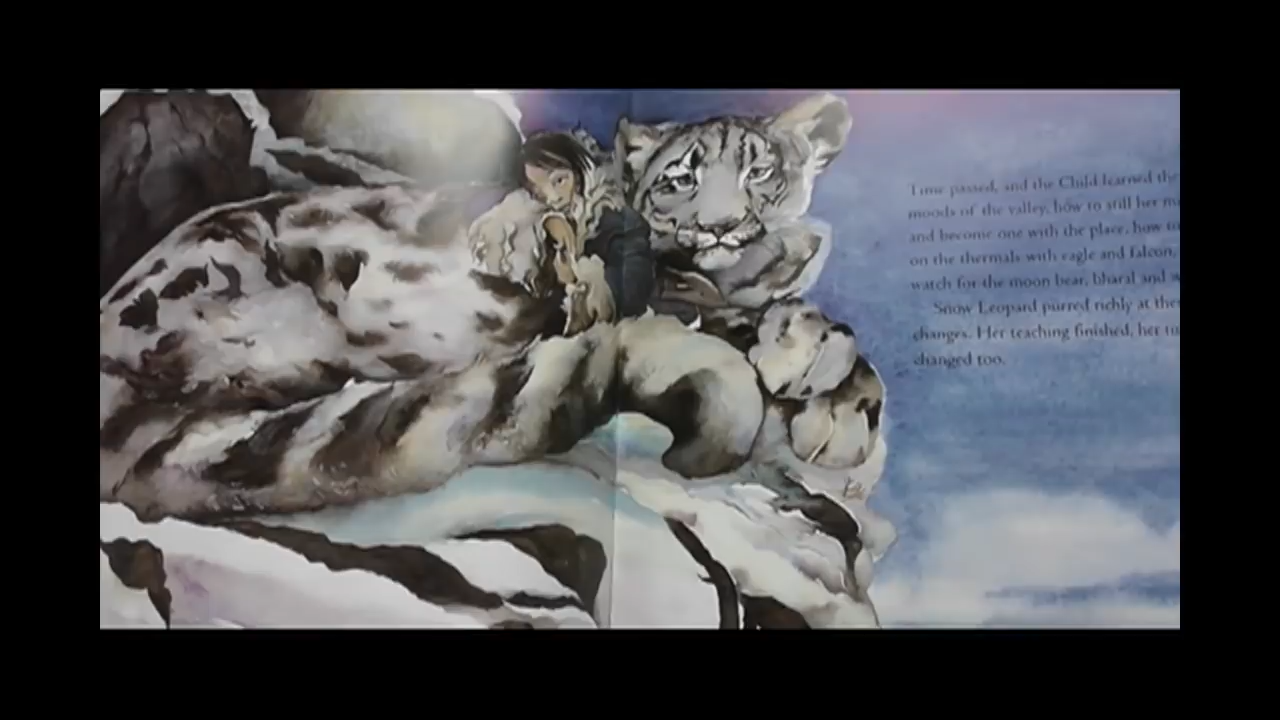 Time passed, and the Child learned the
moods of the valley, how to still her
and become one with the place, how to
on the thermals with eagle and falcon,
watch for the moon bear, bharal and
Snow Leopard purred richly at
changes. Her teaching finished, her
changed too.